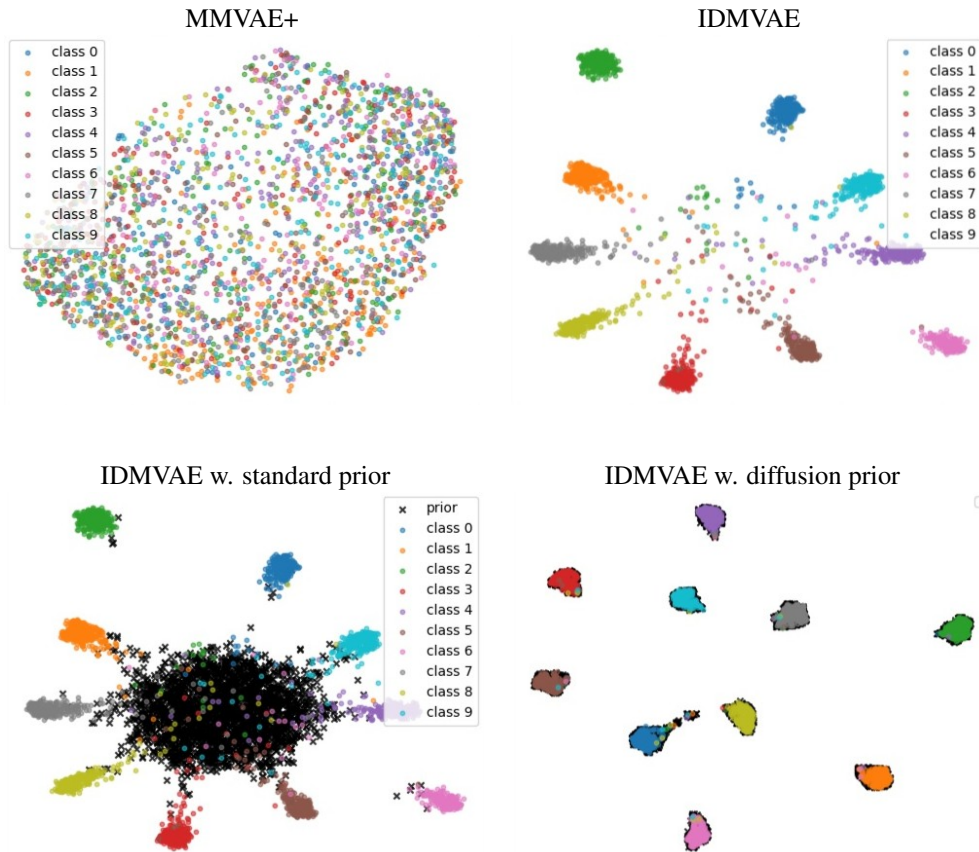 MMVAE+
class 0
class 1
class 2
class 3
class 4
class 5
class 6
class 7
class 8
class 9
IDMVAE
class 0
class 1
class 2
class 3
class 4
class 5
class 6
class 7
class 8
class 9
IDMVAE w. standard prior
prior
class 0
class 1
class 2
class 3
class 4
class 5
class 6
class 7
class 8
class 9
IDMVAE w. diffusion prior